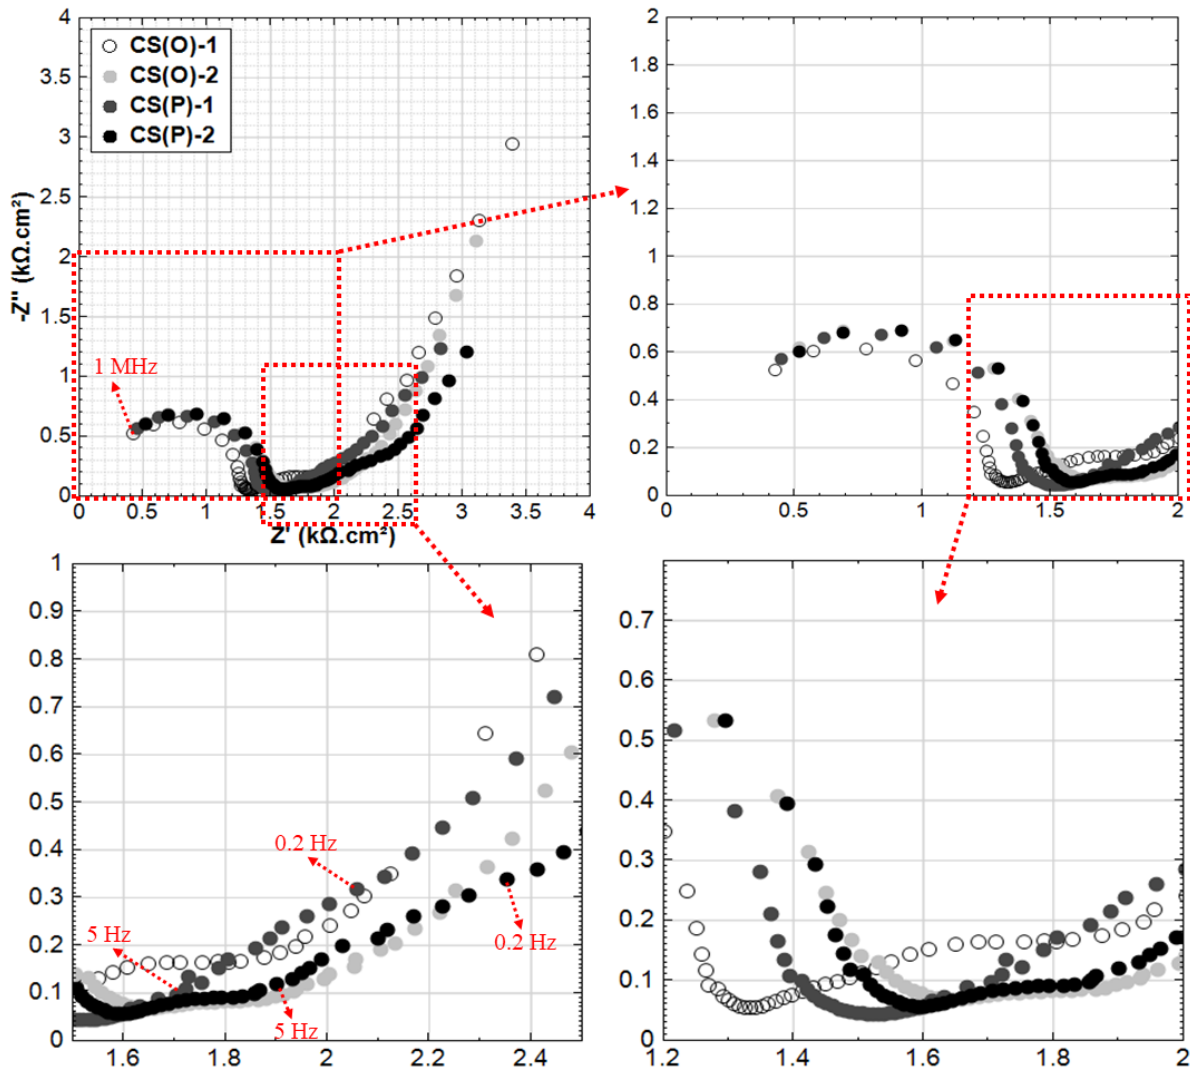 4
3.5
3
2.5
2
1.5
1
0.5
0
-Z'' (kΩ.cm²)
CS(O)-1
CS(O)-2
CS(P)-1
CS(P)-2
1 MHz
0 0.5 1 1.5 2 2.5 3 3.5 4
Z' (kΩ.cm²)
2
1.8
1.6
1.4
1.2
1
0.8
0.6
0.4
0.2
0
0 0.5 1 1.5 2
1
0.9
0.8
0.7
0.6
0.5
0.4
0.3
0.2
0.1
0
0.2 Hz
5 Hz
0.2 Hz
5 Hz
1.6 1.8 2 2.2 2.4
0.7
0.6
0.5
0.4
0.3
0.2
0.1
0
1.2 1.4 1.6 1.8 2